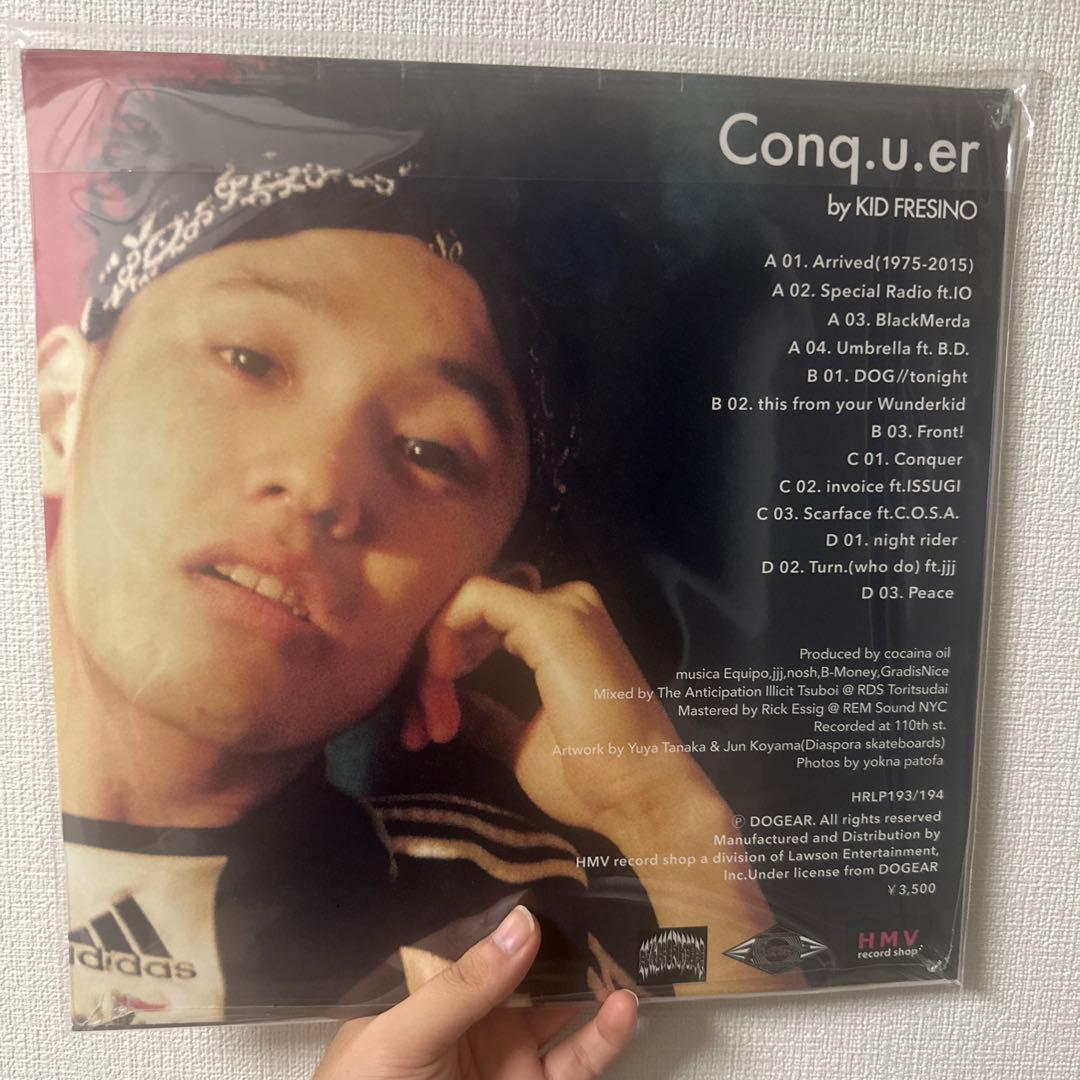 Conq.u.er
by KID FRESINO
A 01. Arrived(1975-2015)
A 02. Special Radio ft.IO
A 03. BlackMerda
A 04. Umbrella ft. B.D.
B 01. DOG//tonight
B 02. this from your Wunderkid
B 03. Front!
C 01. Conquer
C 02. invoice ft.ISSUGI
C 03. Scarface ft.C.O.S.A.
D 01. night rider
D 02. Turn.(who do) ft.jjj
D 03. Peace
Produced by cocaina oil
musica Equipo,jjj,nosh,B-Money,GradisNice
Mixed by The Anticipation Illicit Tsuboi @ RDS Toritsudai
Mastered by Rick Essig @ REM Sound NYC
Recorded at 110th st.
Artwork by Yuya Tanaka & Jun Koyama(Diaspora skateboards)
Photos by yokna patofa
HRLP193/194
Ⓟ DOGEAR. All rights reserved
Manufactured and Distribution by
HMV record shop a division of Lawson Entertainment,
Inc.Under license from DOGEAR
¥3,500
HMV
record shop
adidas